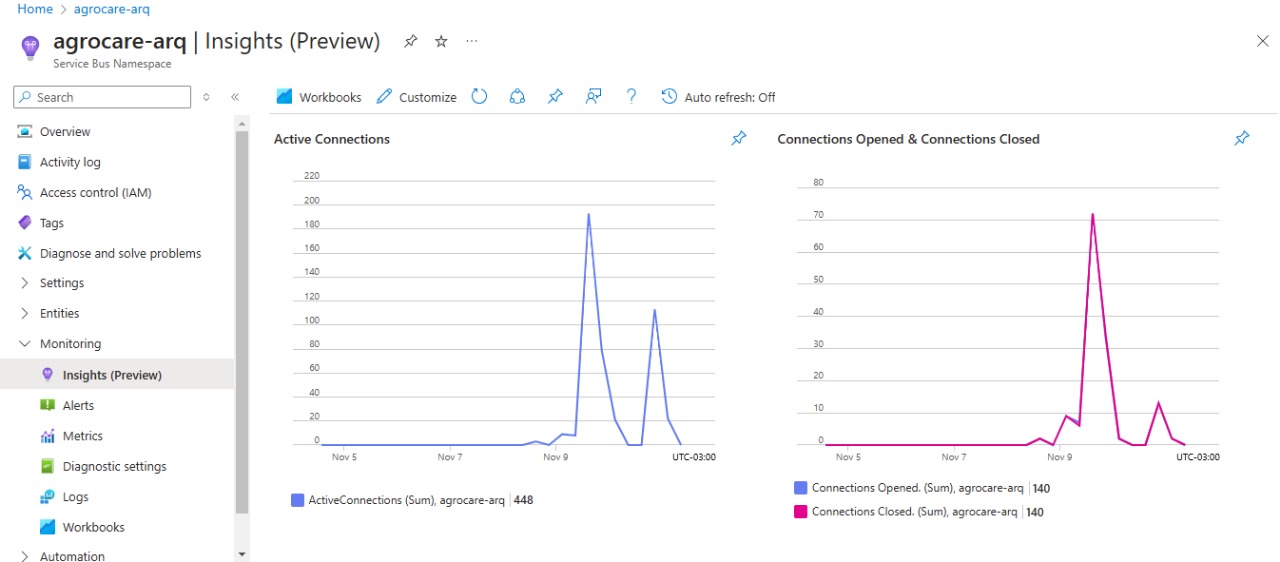 Home > agrocare-arq
agrocare-arq | Insights (Preview)
Service Bus Namespace
Search
Overview
Activity log
Access control (IAM)
Tags
Diagnose and solve problems
Settings
Entities
Monitoring
Insights (Preview)
Alerts
Metrics
Diagnostic settings
Logs
Workbooks
Automation
Workbooks Customize ? Auto refresh: Off
Active Connections
220
200
180
160
140
120
100
80
60
40
20
0
Nov 5 Nov 7 Nov 9 UTC-03:00
ActiveConnections (Sum), agrocare-arq | 448
Connections Opened & Connections Closed
80
70
60
50
40
30
20
10
0
Nov 5 Nov 7 Nov 9 UTC-03:00
Connections Opened. (Sum), agrocare-arq | 140
Connections Closed. (Sum), agrocare-arq | 140